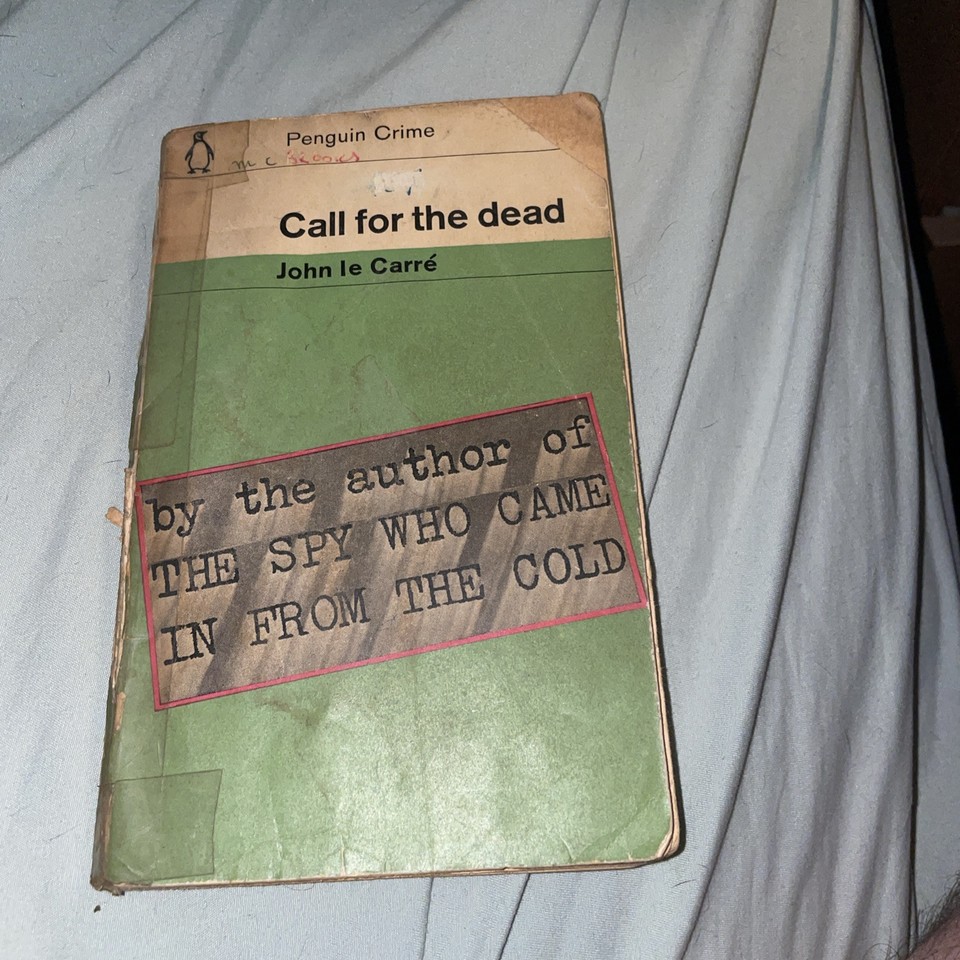 Penguin Crime
m c Brooks
Call for the dead
John le Carré
by the author of
THE SPY WHO CAME
IN FROM THE COLD